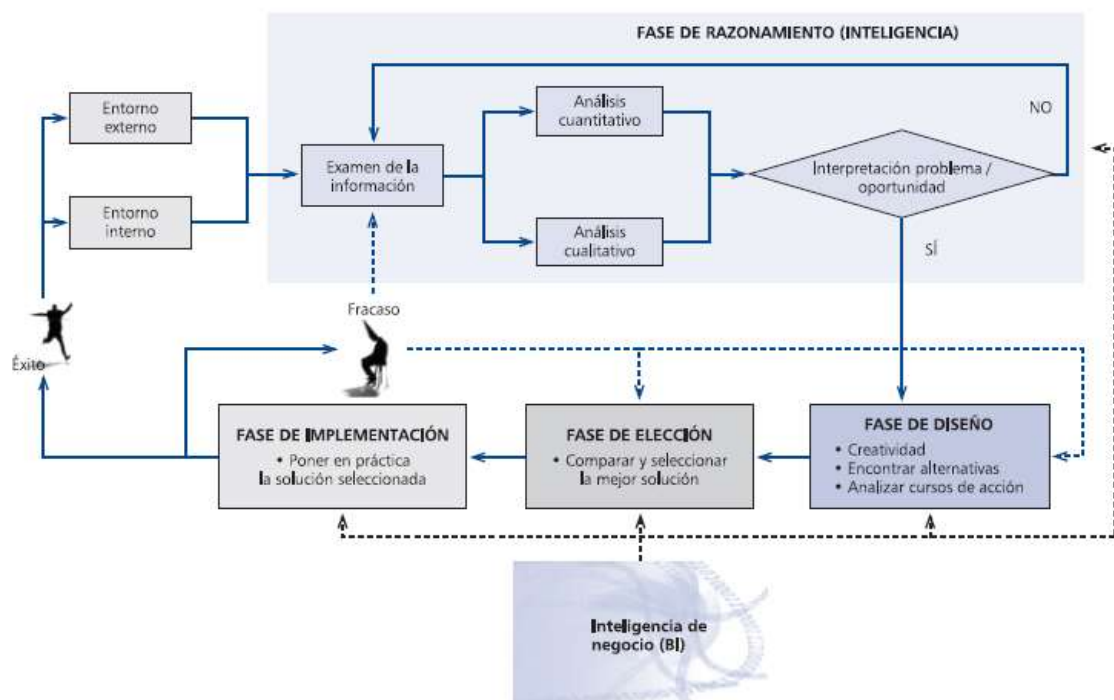 FASE DE RAZONAMIENTO (INTELIGENCIA)
Entorno
externo
Entorno
interno
Examen de la
información
Análisis
cuantitativo
Análisis
cualitativo
Interpretación problema /
oportunidad
NO
SÍ
Fracaso
Éxito
FASE DE IMPLEMENTACIÓN
• Poner en práctica
la solución seleccionada
FASE DE ELECCIÓN
• Comparar y seleccionar
la mejor solución
FASE DE DISEÑO
• Creatividad
• Encontrar alternativas
• Analizar cursos de acción
Inteligencia de
negocio (BI)